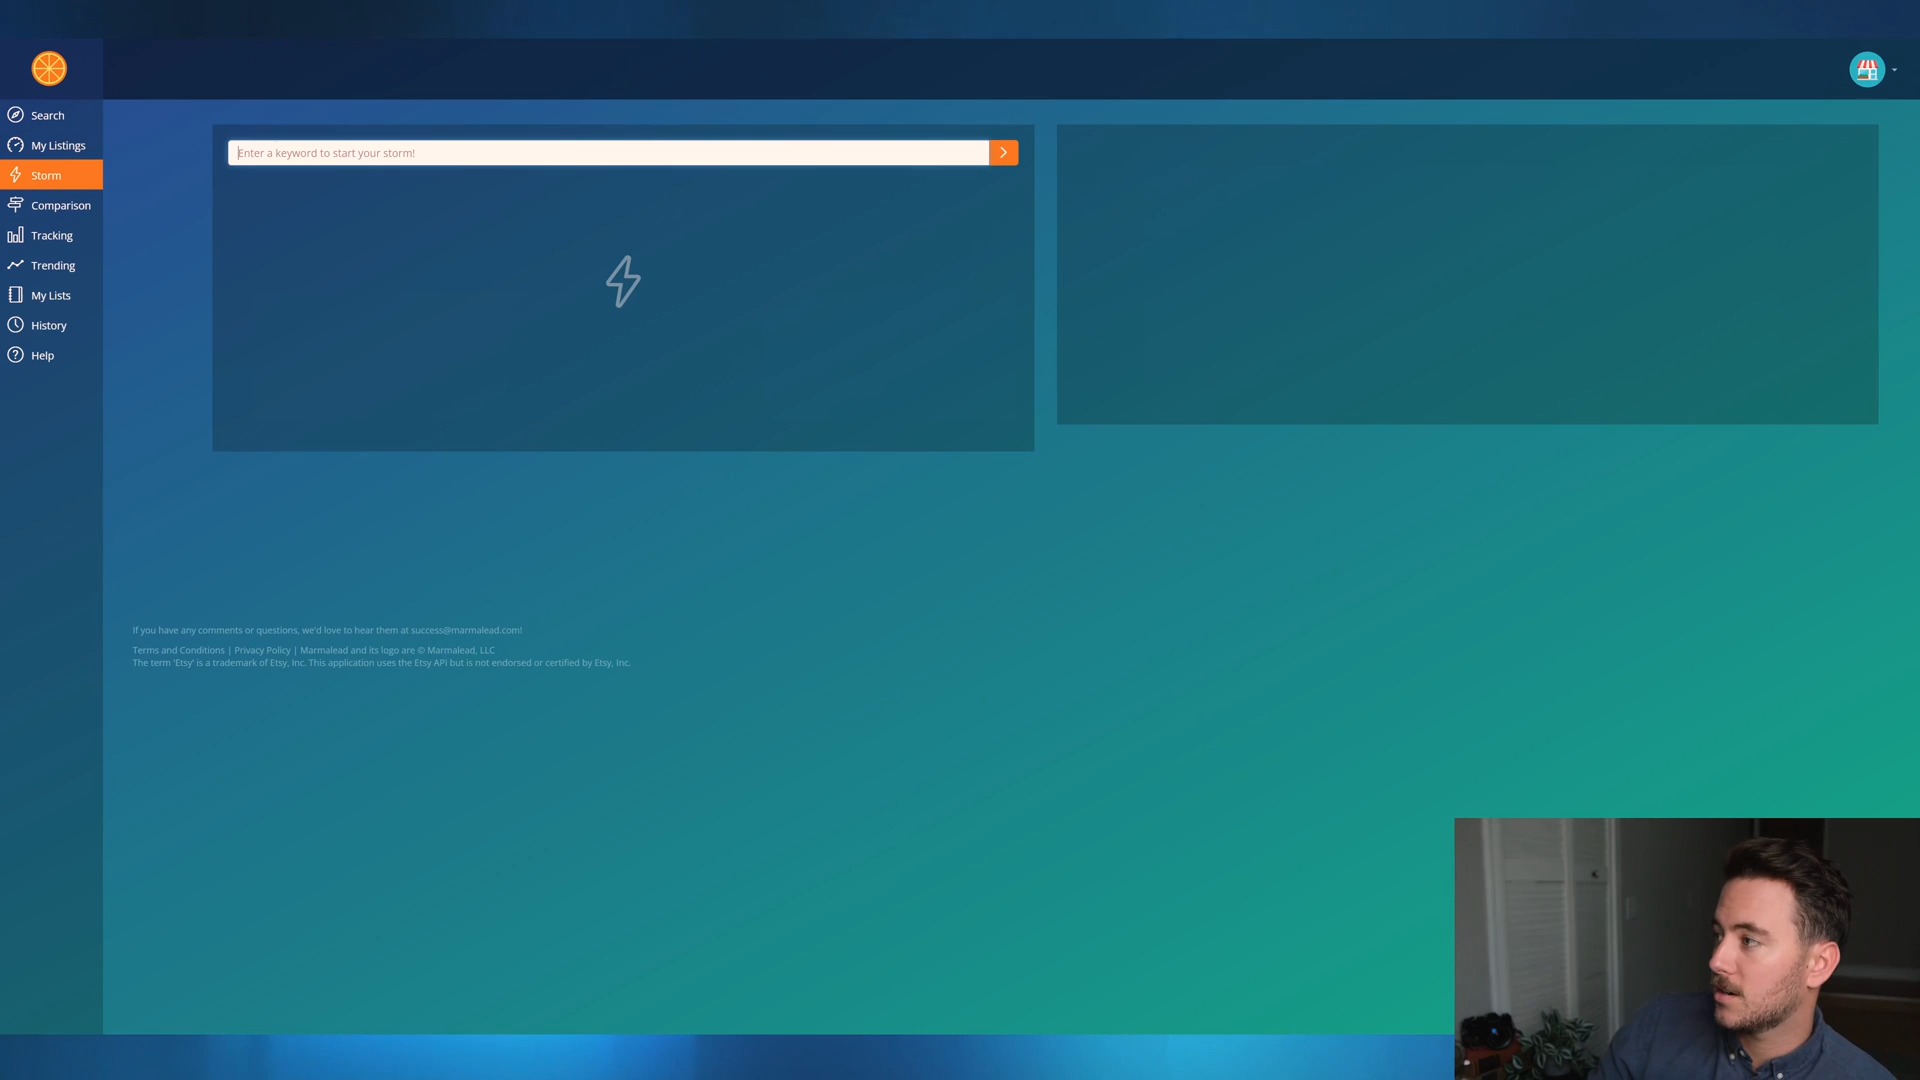 Search
My Listings
Storm
Comparison
Tracking
Trending
My Lists
History
Help
Enter a keyword to start your storm!
If you have any comments or questions, we'd love to hear them at success@marmalead.com!
Terms and Conditions | Privacy Policy | Marmalead and its logo are © Marmalead, LLC
The term 'Etsy' is a trademark of Etsy, Inc. This application uses the Etsy API but is not endorsed or certified by Etsy, Inc.